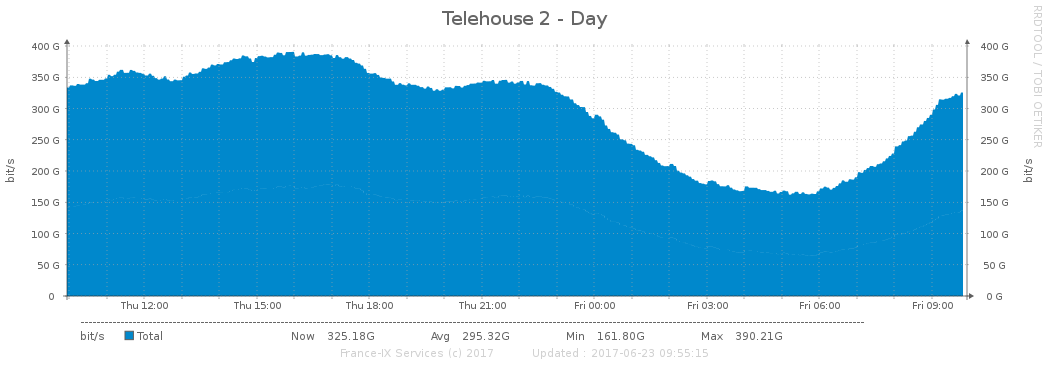 Telehouse 2 - Day
RRDTOOL / TOBI OETIKER
bit/s
400 G
350 G
300 G
250 G
200 G
150 G
100 G
50 G
0
400 G
350 G
300 G
250 G
200 G
150 G
100 G
50 G
0 G
bit/s
Thu 12:00 Thu 15:00 Thu 18:00 Thu 21:00 Fri 00:00 Fri 03:00 Fri 06:00 Fri 09:00
bit/s Total Now 325.18G Avg 295.32G Min 161.80G Max 390.21G
France-IX Services (c) 2017 Updated : 2017-06-23 09:55:15